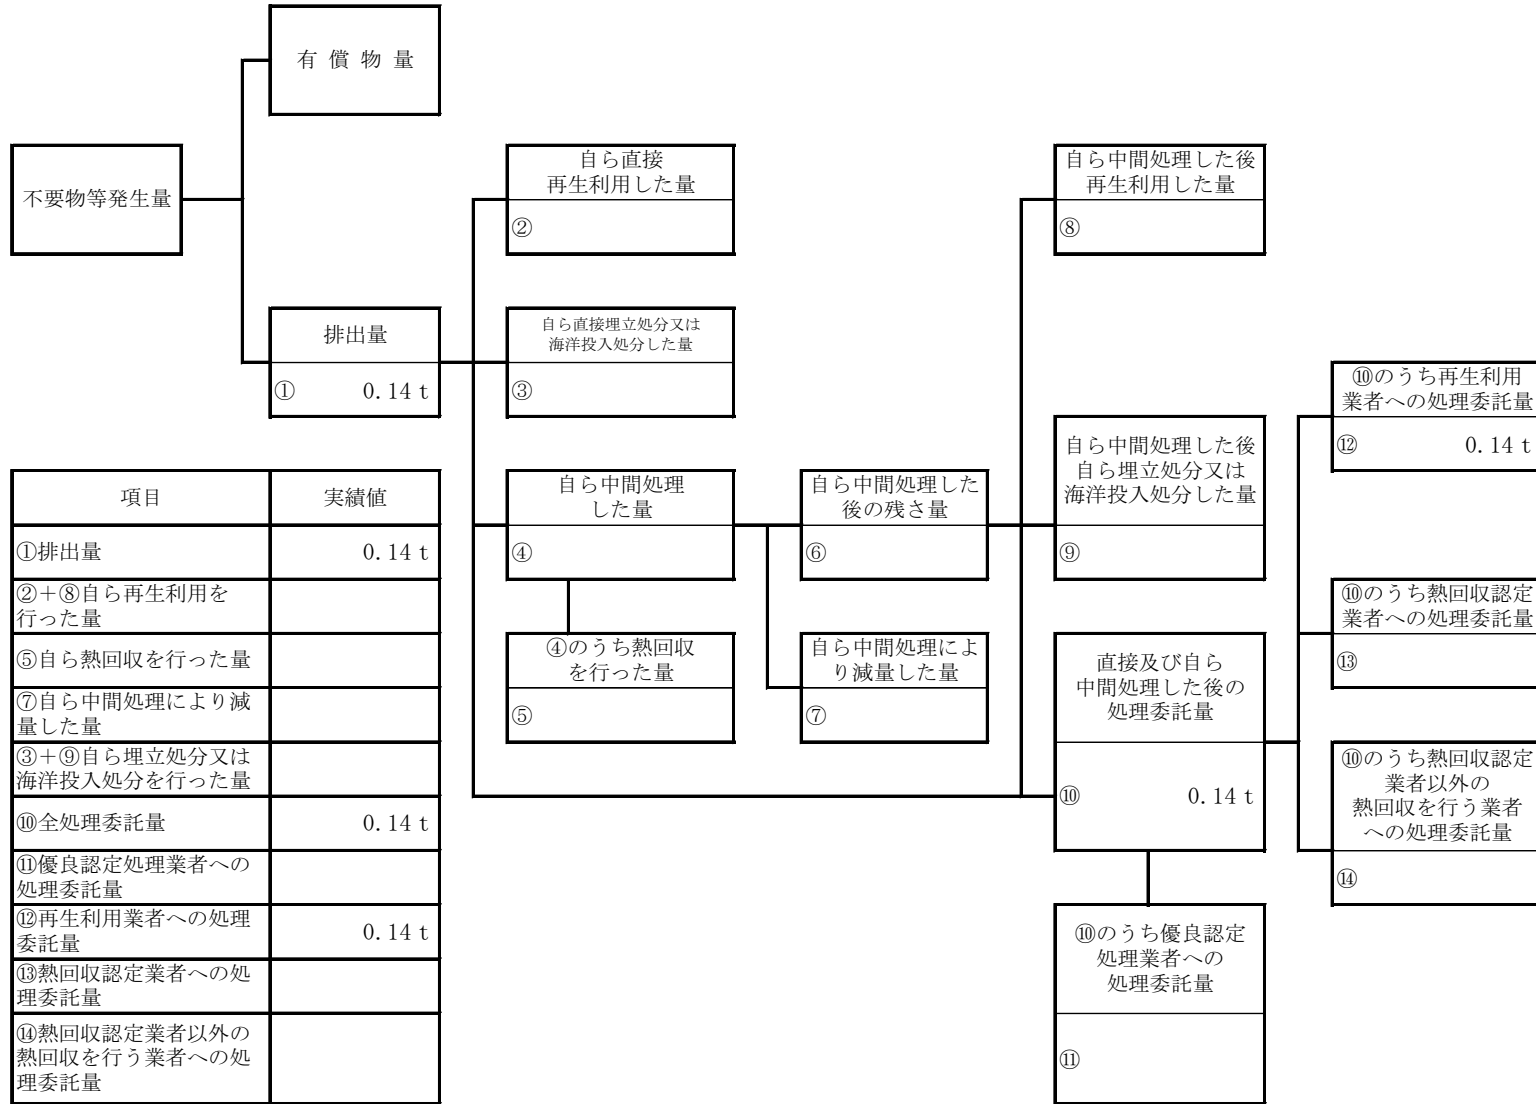 有 償 物 量
不要物等発生量
自ら直接
再生利用した量
②
自ら中間処理した後
再生利用した量
⑧
排出量
① 0.14 t
自ら直接埋立処分又は
海洋投入処分した量
③
⑩のうち再生利用
業者への処理委託量
⑫ 0.14 t
自ら中間処理
した量
④
自ら中間処理した
後の残さ量
⑥
自ら中間処理した後
自ら埋立処分又は
海洋投入処分した量
⑨
④のうち熱回収
を行った量
⑤
自ら中間処理によ
り減量した量
⑦
直接及び自ら
中間処理した後の
処理委託量
⑩ 0.14 t
⑩のうち熱回収認定
業者への処理委託量
⑬
⑩のうち熱回収認定
業者以外の
熱回収を行う業者
への処理委託量
⑭
⑩のうち優良認定
処理業者への
処理委託量
⑪
項目 実績値
①排出量 0.14 t
②＋⑧自ら再生利用を
行った量
⑤自ら熱回収を行った量
⑦自ら中間処理により減
量した量
③＋⑨自ら埋立処分又は
海洋投入処分を行った量
⑩全処理委託量 0.14 t
⑪優良認定処理業者への
処理委託量
⑫再生利用業者への処理
委託量 0.14 t
⑬熱回収認定業者への処
理委託量
⑭熱回収認定業者以外の
熱回収を行う業者への処
理委託量